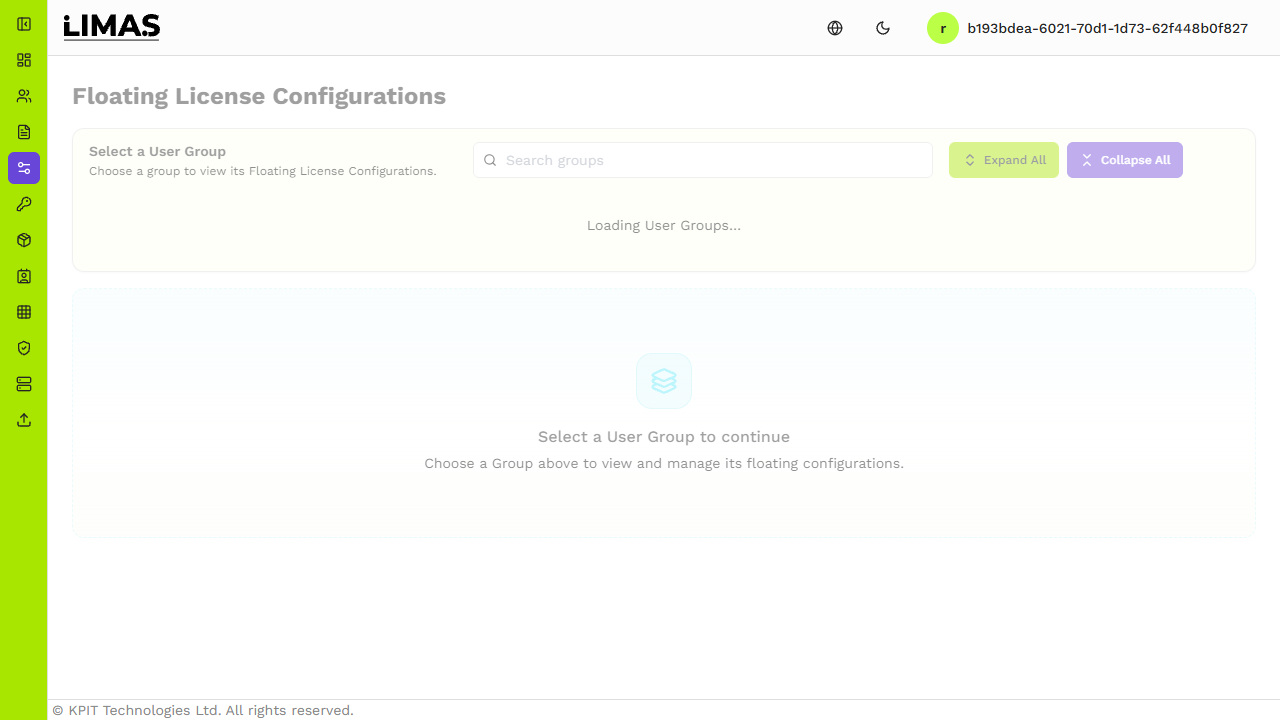 LIMAS
r
b193bdea-6021-70d1-1d73-62f448b0f827
Floating License Configurations
Select a User Group
Choose a group to view its Floating License Configurations.
Search groups
Expand All
Collapse All
Loading User Groups...
Select a User Group to continue
Choose a Group above to view and manage its floating configurations.
© KPIT Technologies Ltd. All rights reserved.